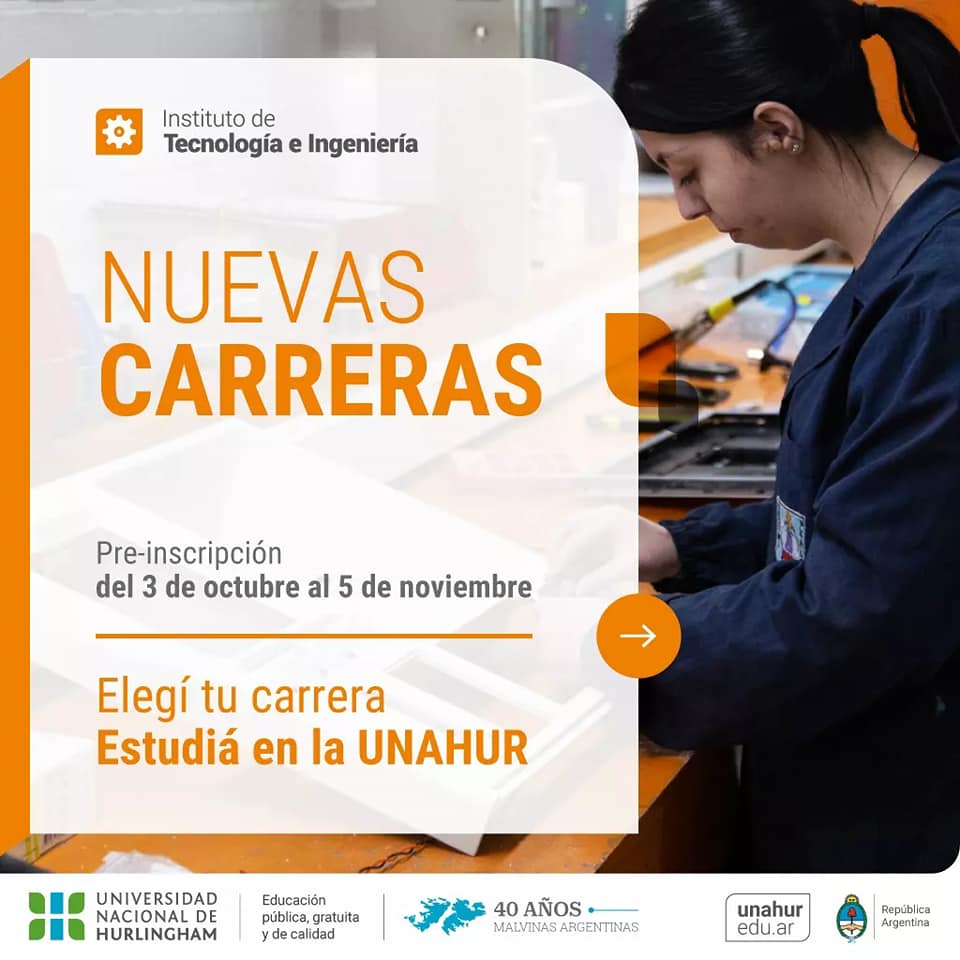 Instituto de
Tecnología e Ingeniería
NUEVAS
CARRERAS
Pre-inscripción
del 3 de octubre al 5 de noviembre
Elegí tu carrera
Estudiá en la UNAHUR
UNIVERSIDAD
NACIONAL DE
HURLINGHAM
Educación
pública, gratuita
y de calidad
40 AÑOS
MALVINAS ARGENTINAS
unahur
edu.ar
República
Argentina